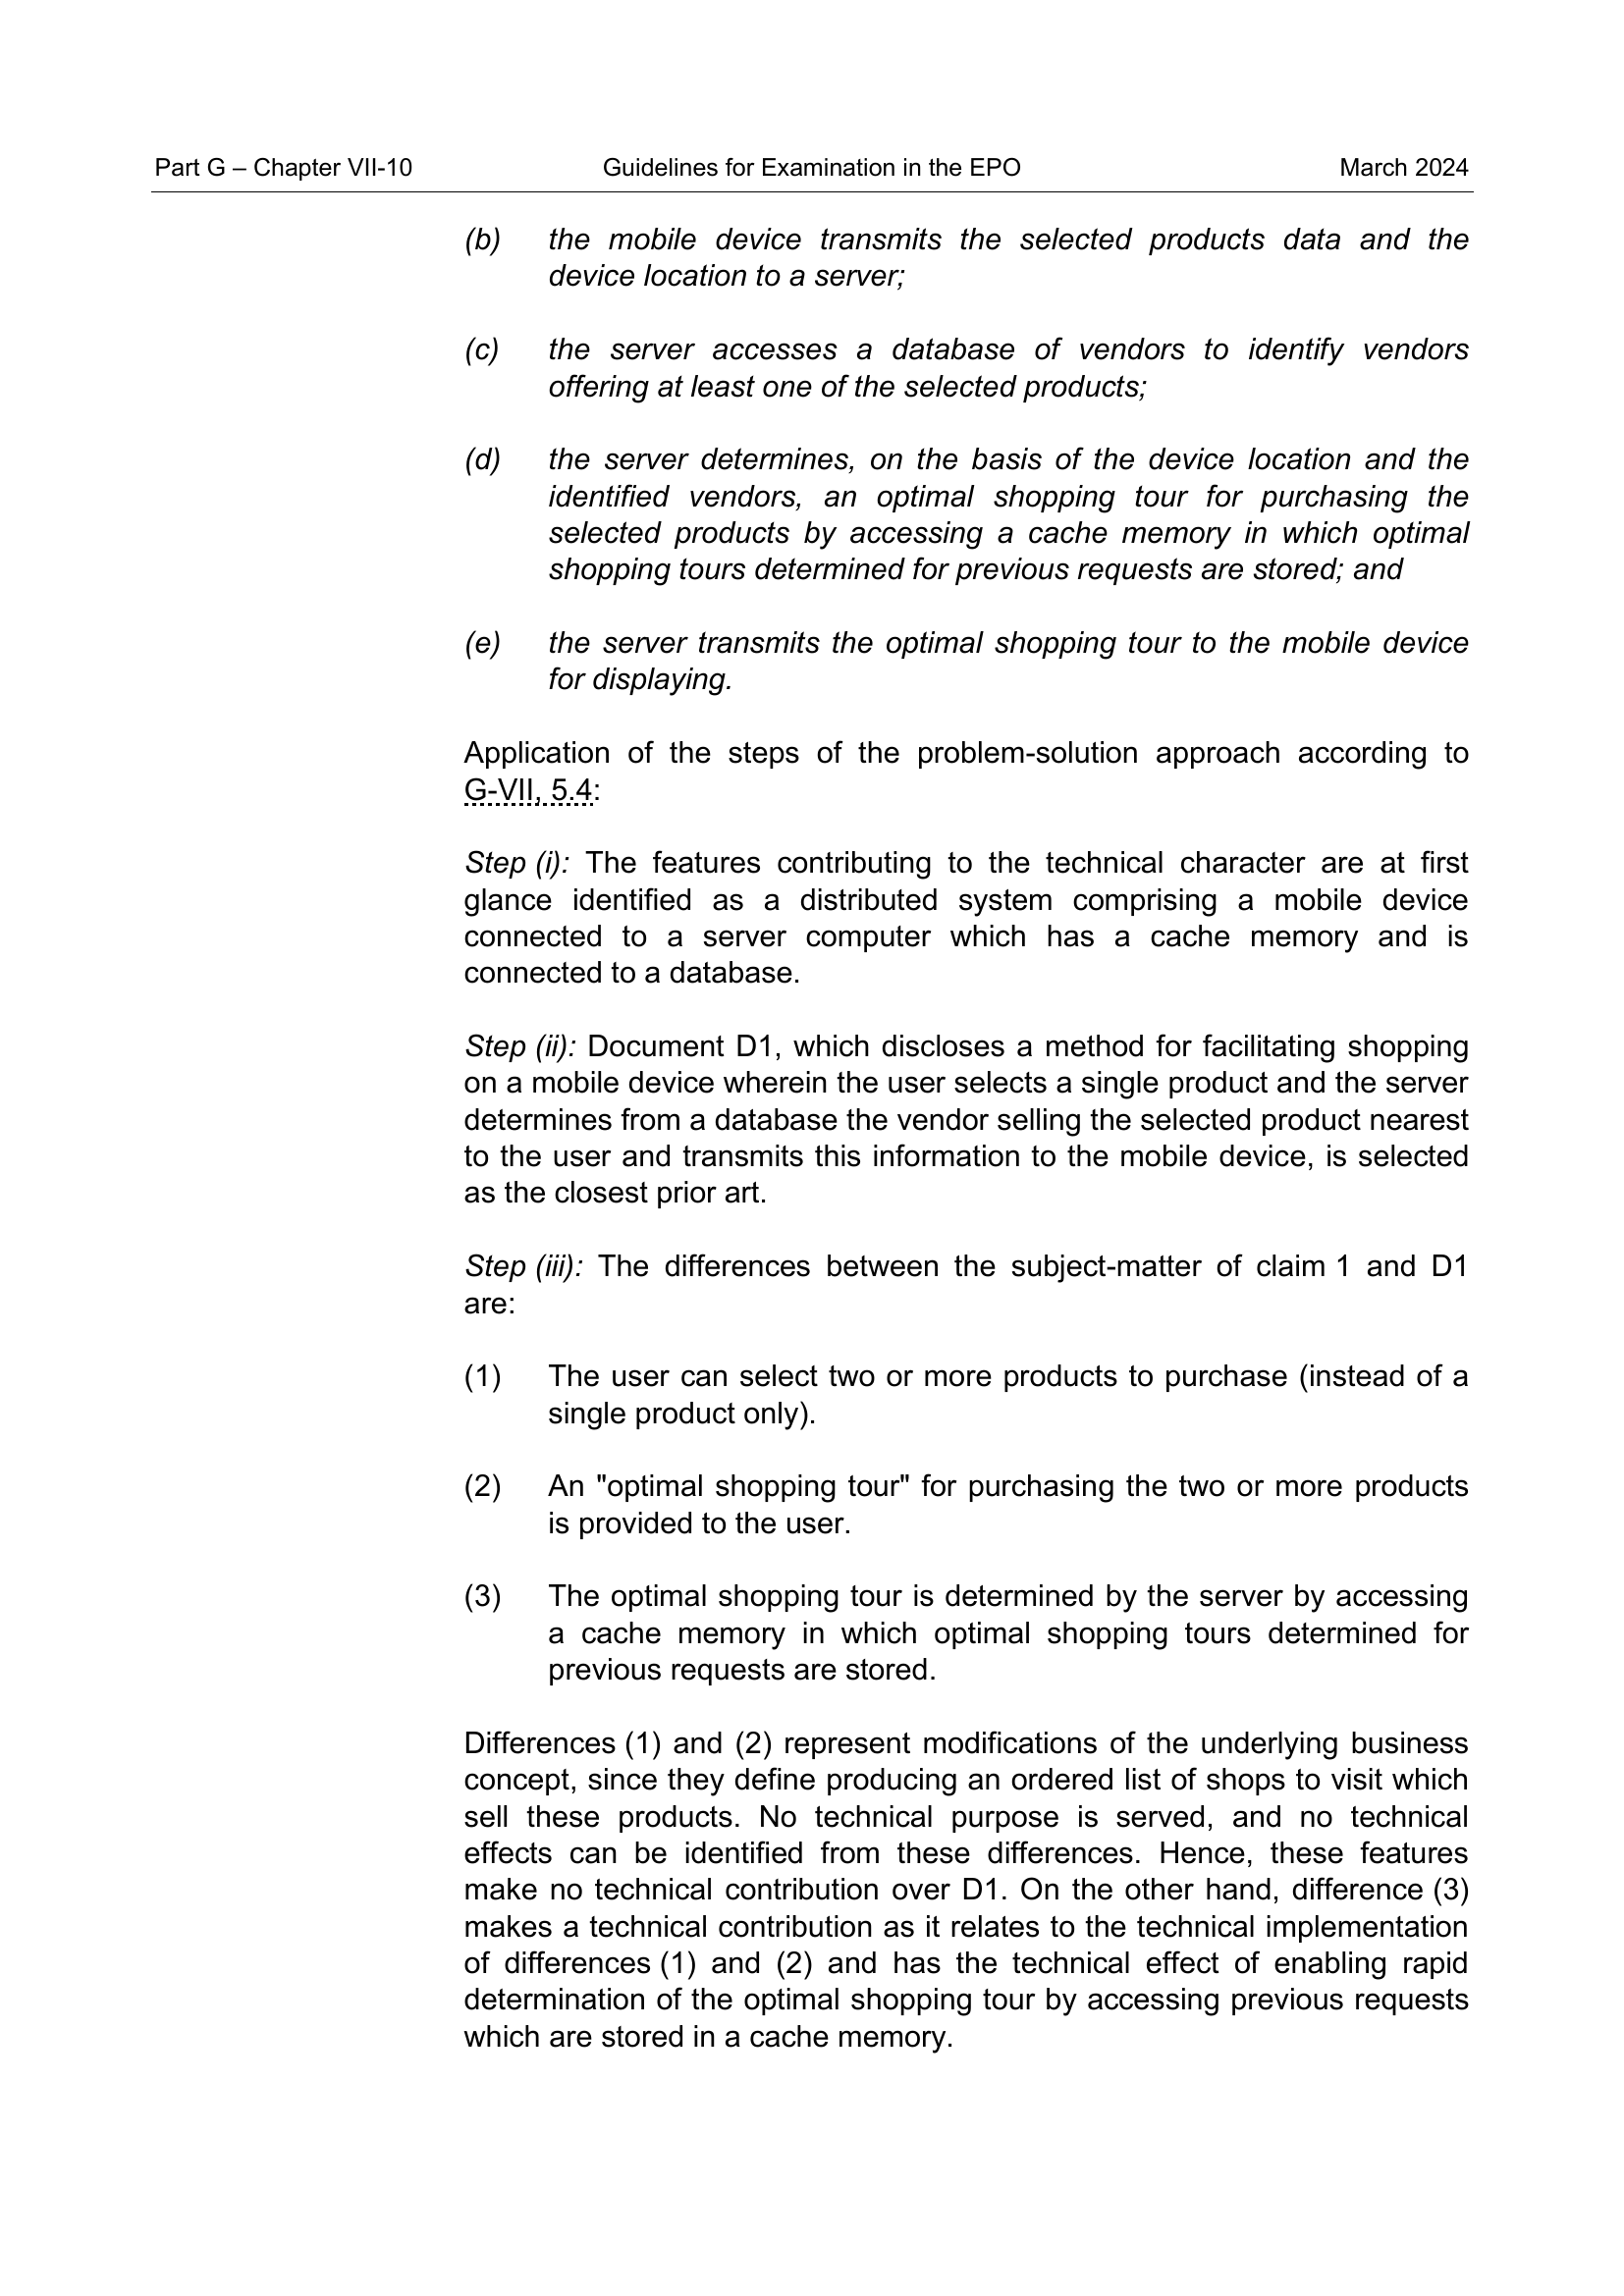 Part G – Chapter VII-10 Guidelines for Examination in the EPO March 2024
(b) the mobile device transmits the selected products data and the
device location to a server;
(c) the server accesses a database of vendors to identify vendors
offering at least one of the selected products;
(d) the server determines, on the basis of the device location and the
identified vendors, an optimal shopping tour for purchasing the
selected products by accessing a cache memory in which optimal
shopping tours determined for previous requests are stored; and
(e) the server transmits the optimal shopping tour to the mobile device
for displaying.
Application of the steps of the problem-solution approach according to
G-VII, 5.4:
Step (i): The features contributing to the technical character are at first
glance identified as a distributed system comprising a mobile device
connected to a server computer which has a cache memory and is
connected to a database.
Step (ii): Document D1, which discloses a method for facilitating shopping
on a mobile device wherein the user selects a single product and the server
determines from a database the vendor selling the selected product nearest
to the user and transmits this information to the mobile device, is selected
as the closest prior art.
Step (iii): The differences between the subject-matter of claim 1 and D1
are:
(1) The user can select two or more products to purchase (instead of a
single product only).
(2) An "optimal shopping tour" for purchasing the two or more products
is provided to the user.
(3) The optimal shopping tour is determined by the server by accessing
a cache memory in which optimal shopping tours determined for
previous requests are stored.
Differences (1) and (2) represent modifications of the underlying business
concept, since they define producing an ordered list of shops to visit which
sell these products. No technical purpose is served, and no technical
effects can be identified from these differences. Hence, these features
make no technical contribution over D1. On the other hand, difference (3)
makes a technical contribution as it relates to the technical implementation
of differences (1) and (2) and has the technical effect of enabling rapid
determination of the optimal shopping tour by accessing previous requests
which are stored in a cache memory.